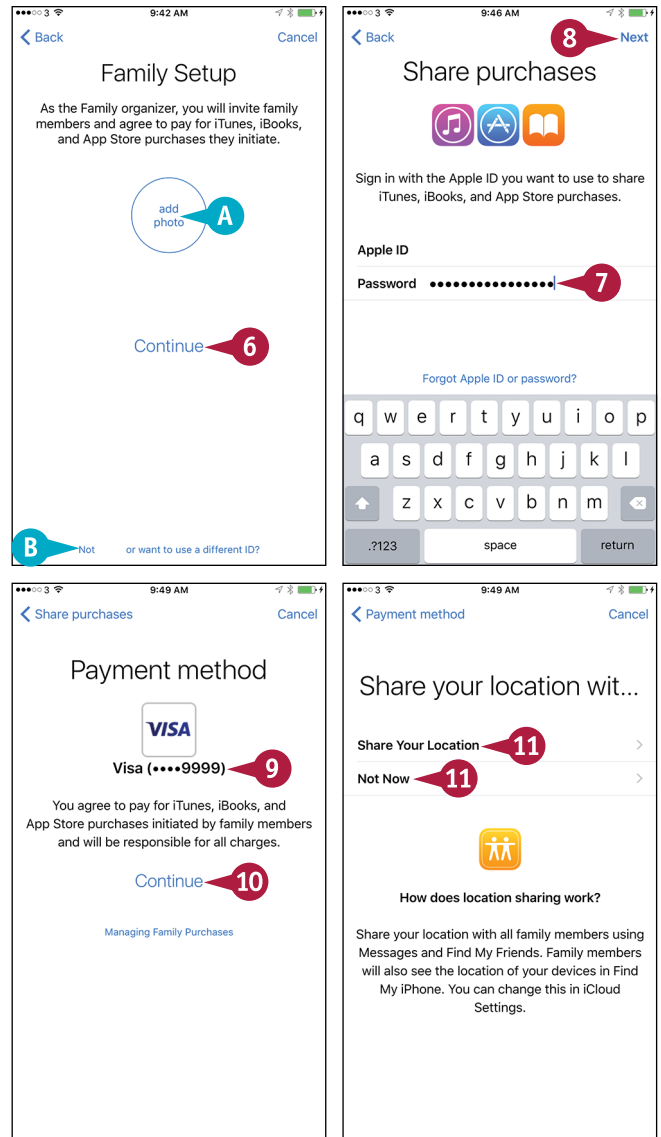 3 9:42 AM
Back Cancel
Family Setup
As the Family organizer, you will invite family
members and agree to pay for iTunes, iBooks,
and App Store purchases they initiate.
add
photo
A
Continue 6
B Not or want to use a different ID?
3 9:46 AM
Back 8 Next
Share purchases
Sign in with the Apple ID you want to use to share
iTunes, iBooks, and App Store purchases.
Apple ID
Password ●●●●●●●●●●●●●●●● 7
Forgot Apple ID or password?
q w e r t y u i o p
a s d f g h j k l
z x c v b n m
.?123 space return
3 9:49 AM
Share purchases Cancel
Payment method
VISA
Visa (••••9999) 9
You agree to pay for iTunes, iBooks, and
App Store purchases initiated by family members
and will be responsible for all charges.
Continue 10
Managing Family Purchases
3 9:49 AM
Payment method Cancel
Share your location wit...
Share Your Location 11
Not Now 11
How does location sharing work?
Share your location with all family members using
Messages and Find My Friends. Family members
will also see the location of your devices in Find
My iPhone. You can change this in iCloud
Settings.